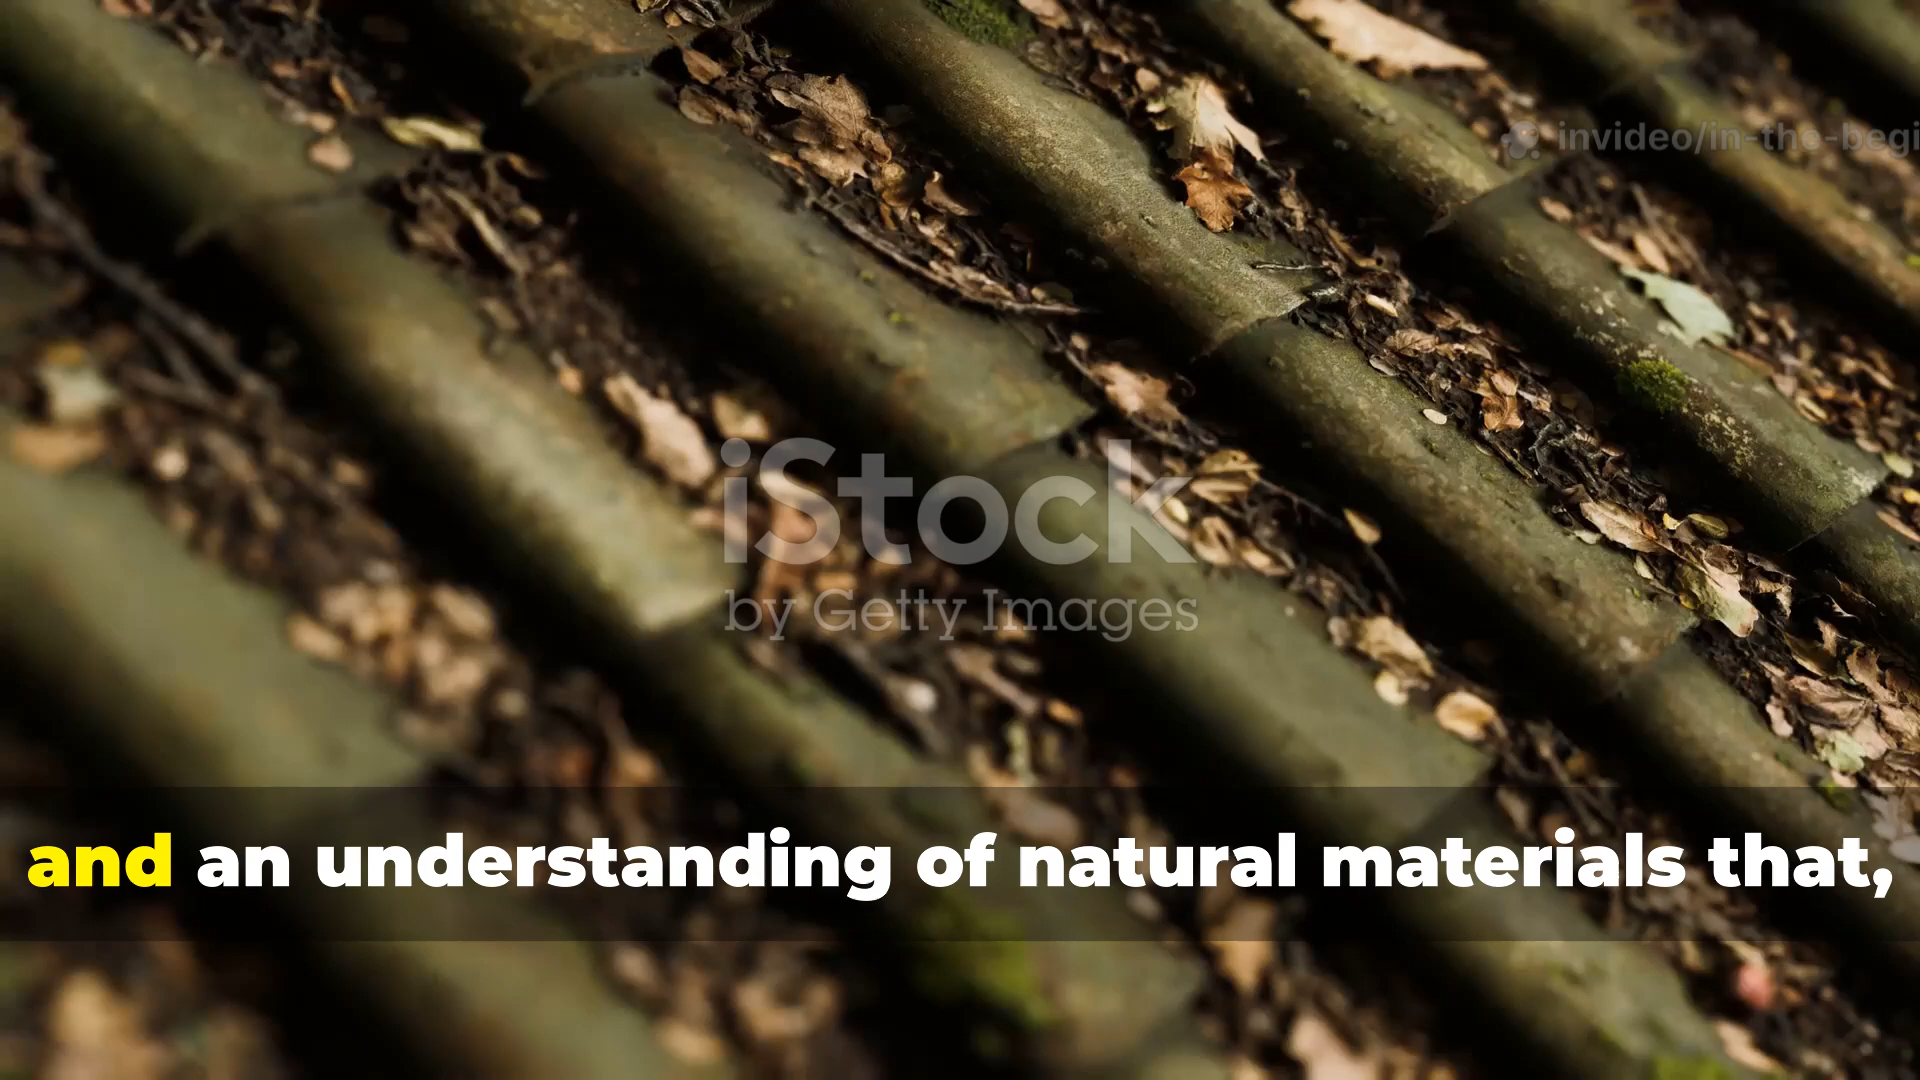 invideo/in-the-begi
iStock
by Getty Images
and an understanding of natural materials that,